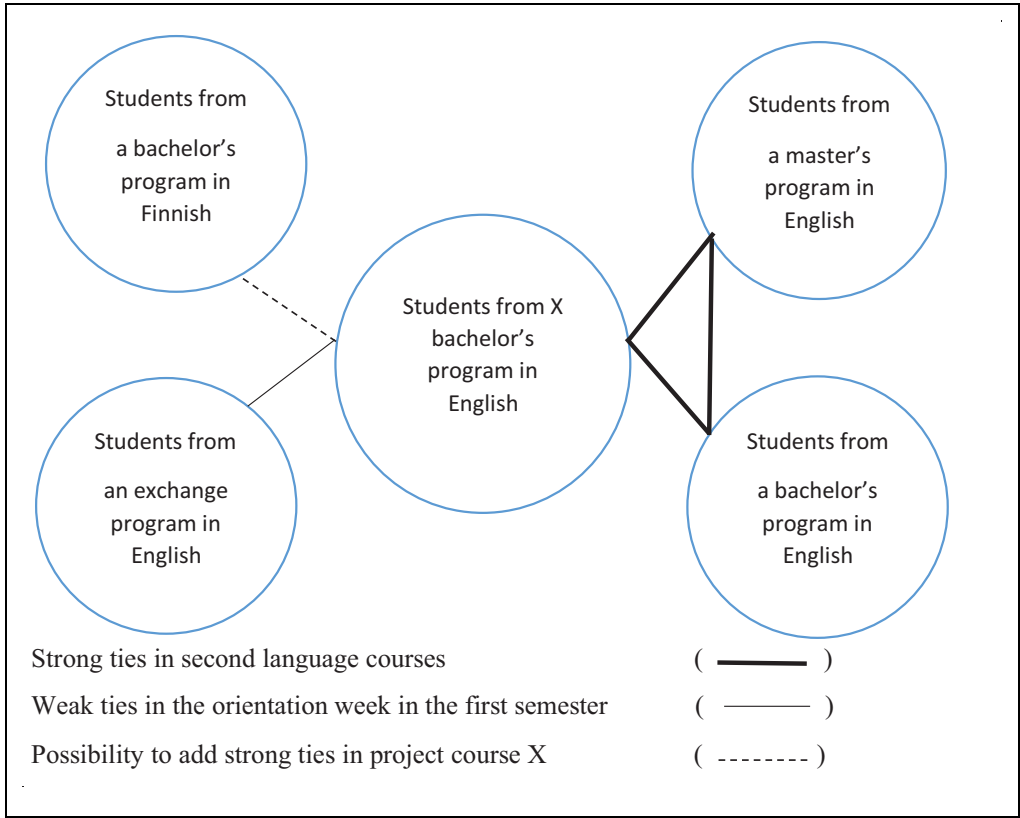 Students from
a bachelor's
program in
Finnish
Students from
a master's
program in
English
Students from X
bachelor's
program in
English
Students from
an exchange
program in
English
Students from
a bachelor's
program in
English
Strong ties in second language courses ( )
Weak ties in the orientation week in the first semester ( )
Possibility to add strong ties in project course X ( -------- )